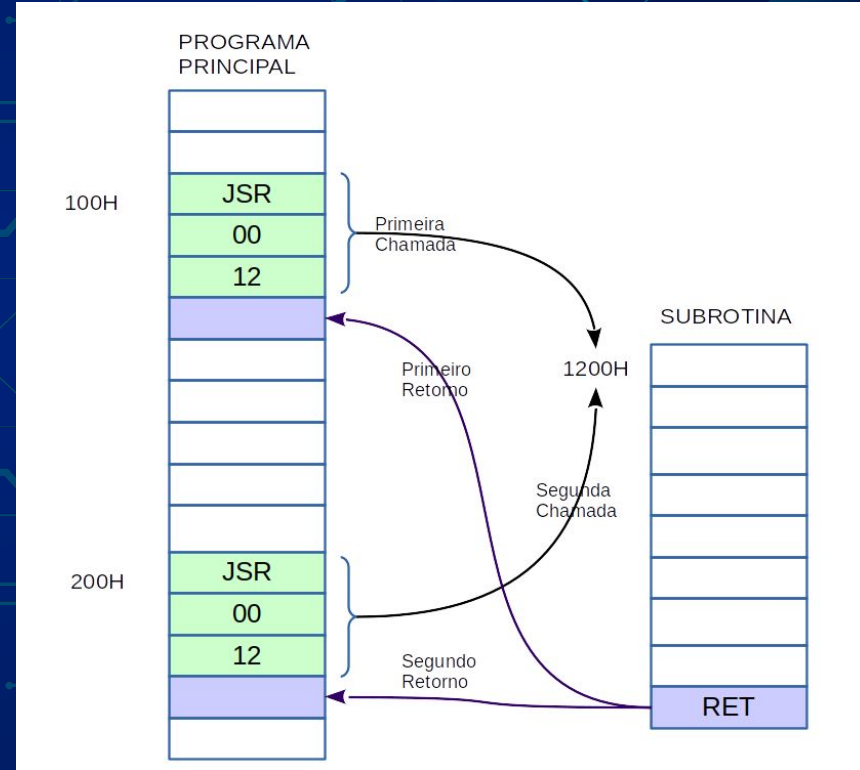 PROGRAMA
PRINCIPAL
100H
JSR
00
12
Primeira
Chamada
SUBROTINA
1200H
Primeiro
Retorno
Segunda
Chamada
200H
JSR
00
12
Segundo
Retorno
RET